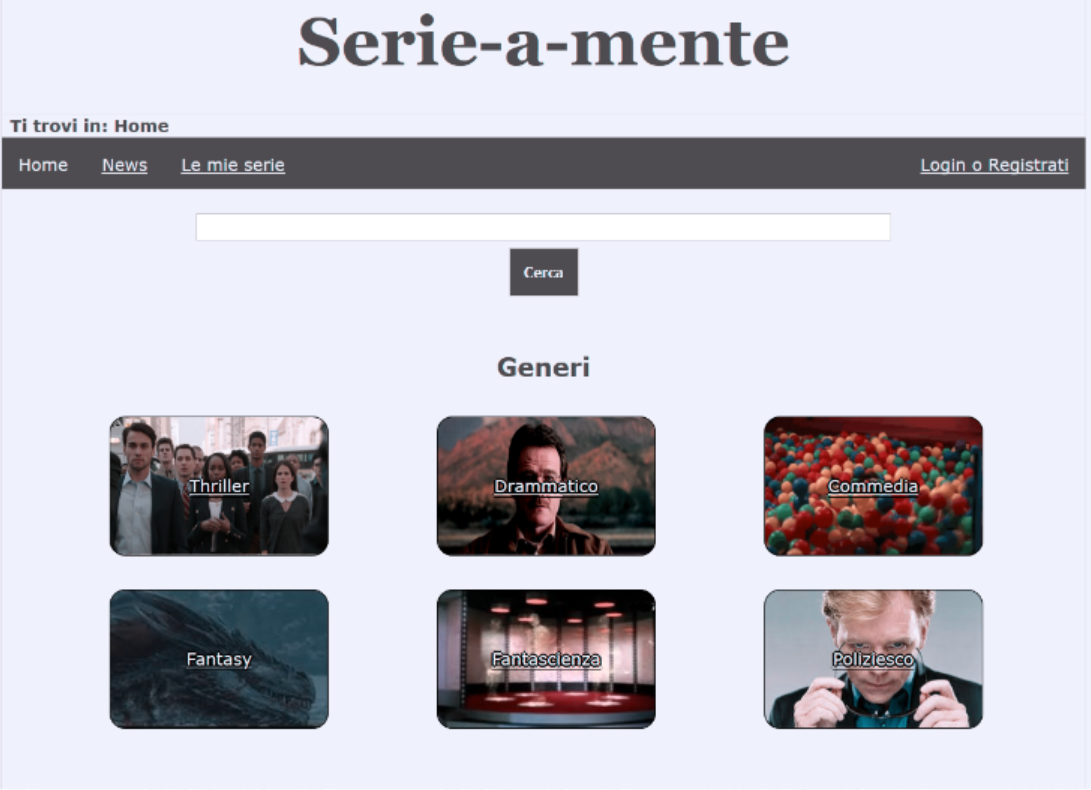 Serie-a-mente
Ti trovi in: Home
Home News Le mie serie Login o Registrati
Cerca
Generi
Thriller Drammatico Commedia
Fantasy Fantascienza Poliziesco